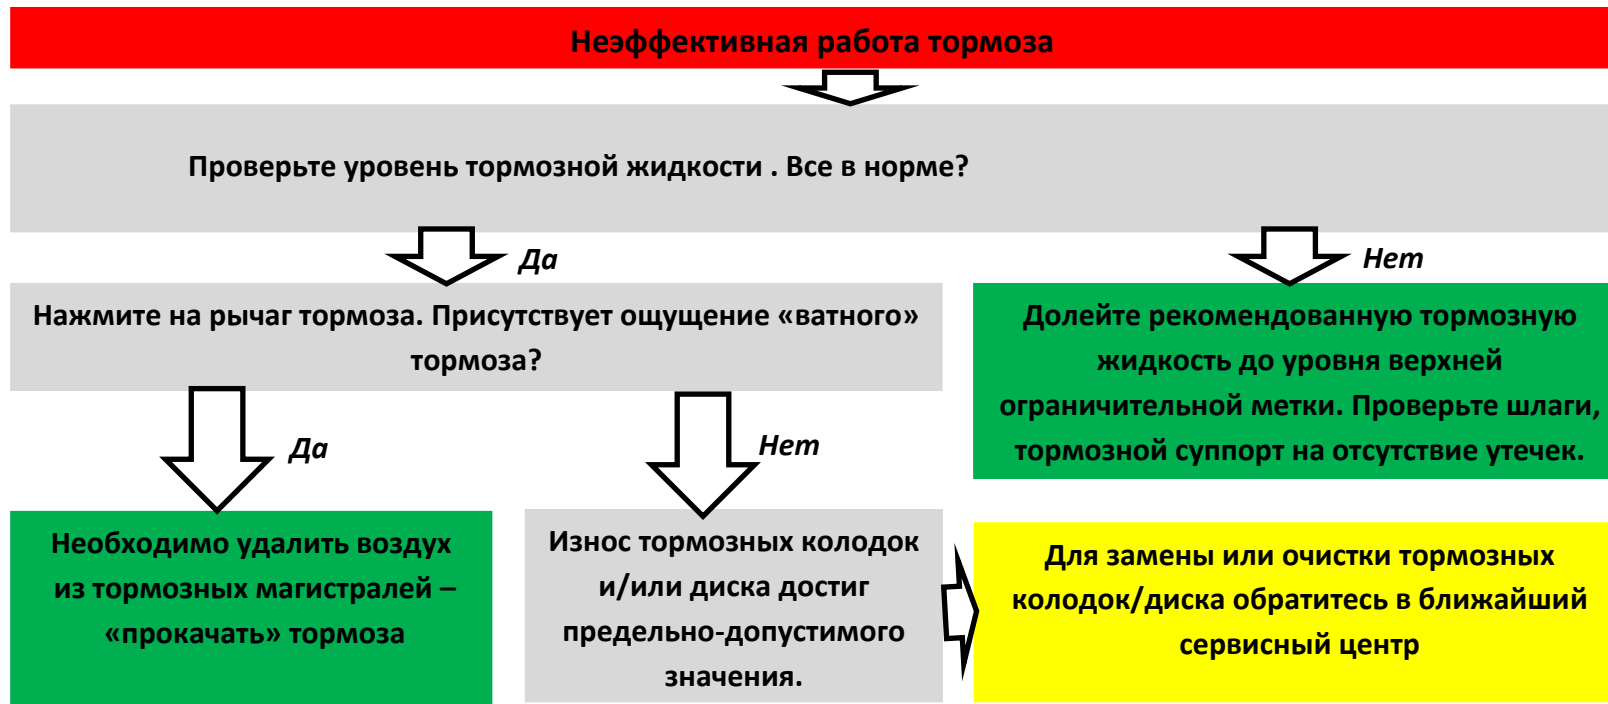 Неэффективная работа тормоза
Проверьте уровень тормозной жидкости . Все в норме?
Да
Нет
Нажмите на рычаг тормоза. Присутствует ощущение «ватного»
тормоза?
Долейте рекомендованную тормозную
жидкость до уровня верхней
ограничительной метки. Проверьте шлаги,
тормозной суппорт на отсутствие утечек.
Да
Нет
Необходимо удалить воздух
из тормозных магистралей –
«прокачать» тормоза
Износ тормозных колодок
и/или диска достиг
предельно-допустимого
значения.
Для замены или очистки тормозных
колодок/диска обратитесь в ближайший
сервисный центр